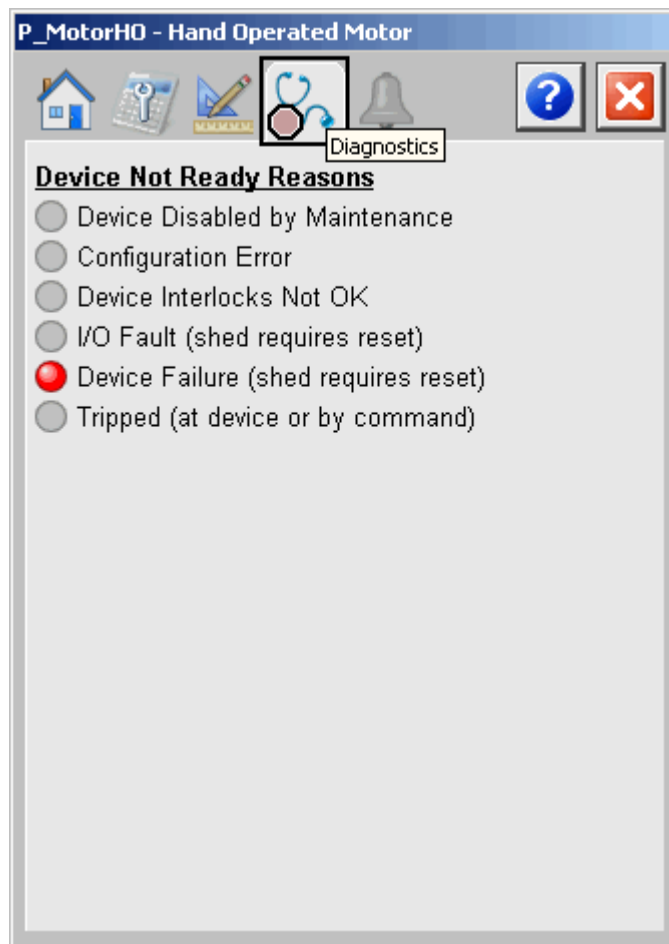 P_MotorHO - Hand Operated Motor
Diagnostics
Device Not Ready Reasons
Device Disabled by Maintenance
Configuration Error
Device Interlocks Not OK
I/O Fault (shed requires reset)
Device Failure (shed requires reset)
Tripped (at device or by command)